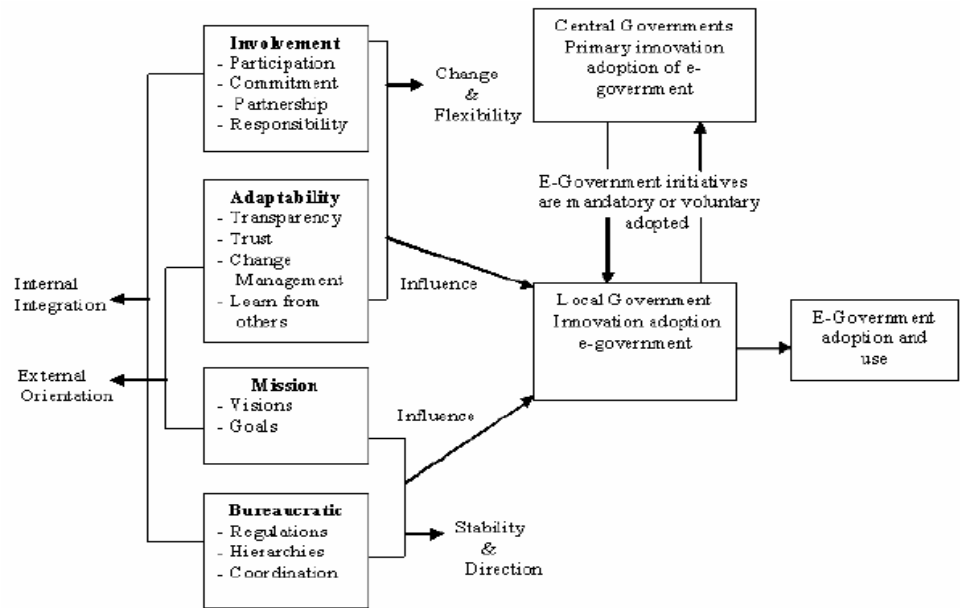 Involvement
- Participation
- Commitment
- Partnership
- Responsibility
Adaptability
- Transparency
- Trust
- Change
Management
- Learn from
others
Mission
- Visions
- Goals
Bureaucratic
- Regulations
- Hierarchies
- Coordination
Internal
Integration
External
Orientation
Change
&
Flexibility
Influence
Influence
Stability
&
Direction
Central Governments
Primary innovation
adoption of e-
government
E-Government initiatives
are mandatory or voluntary
adopted
Local Government
Innovation adoption
e-government
E-Government
adoption and
use